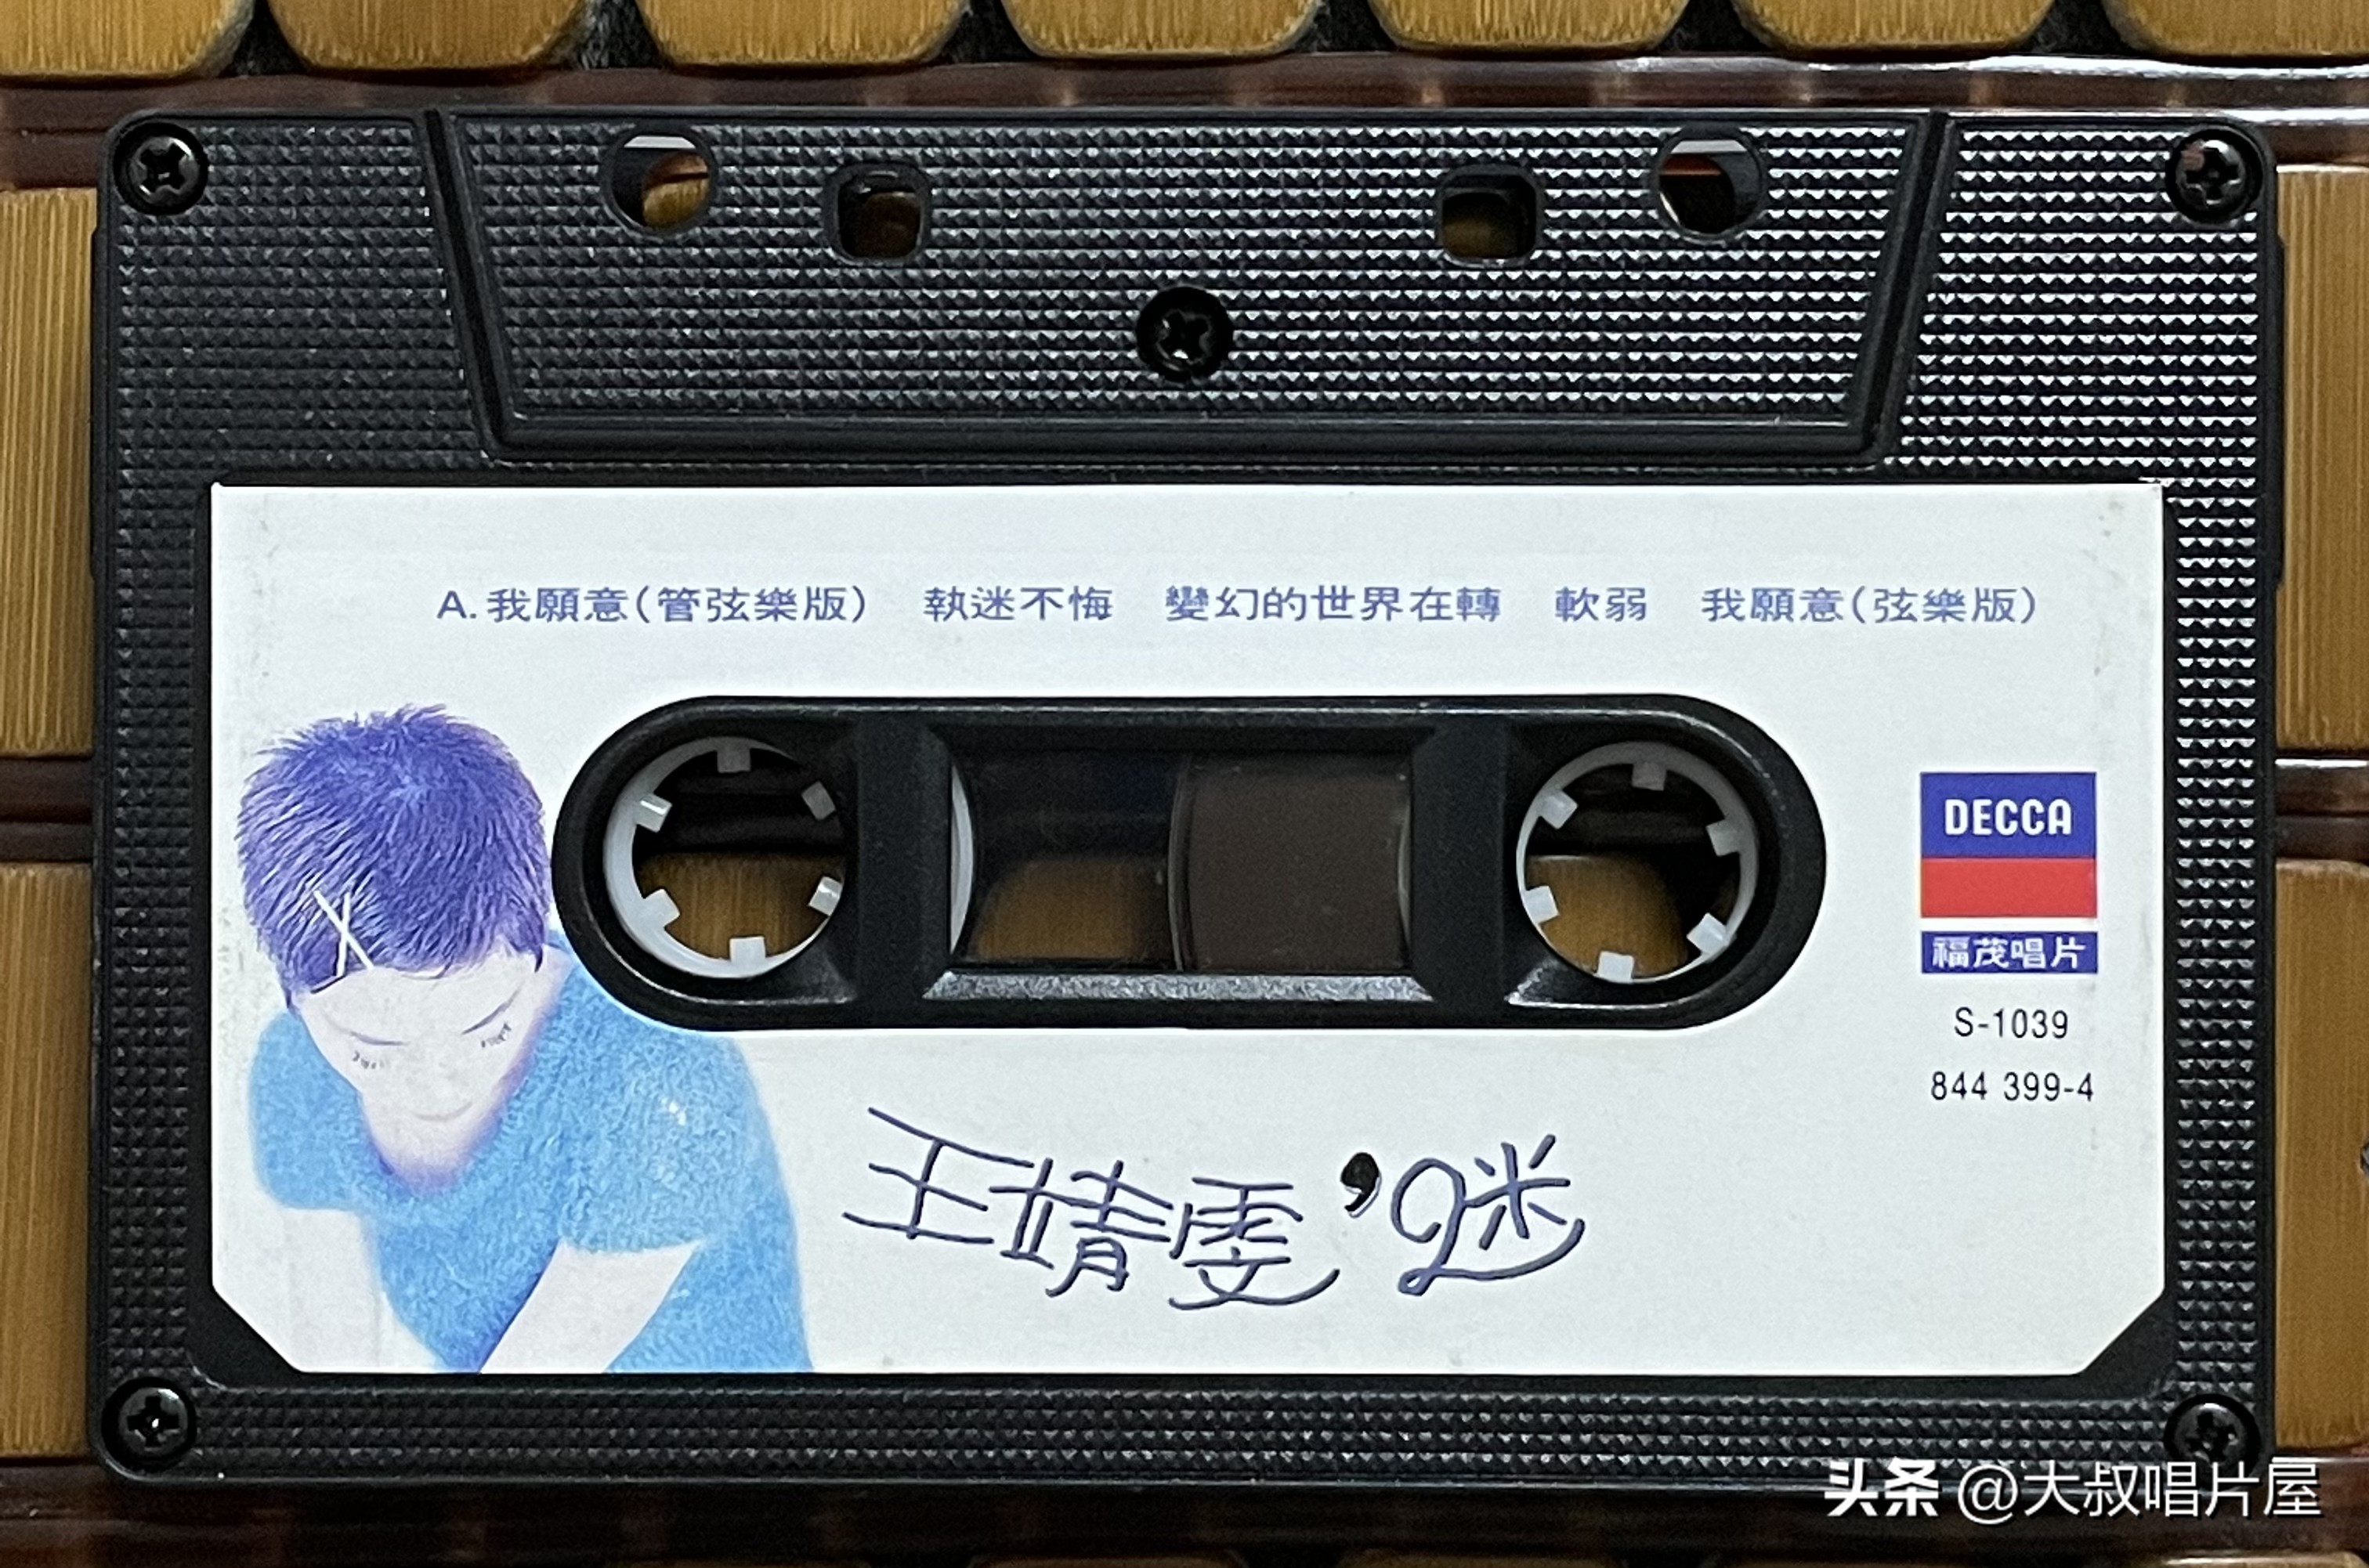 A.我願意(管弦樂版) 執迷不悔 變幻的世界在轉 軟弱 我願意(弦樂版)
DECCA
福茂唱片
S-1039
844 399-4
王靖雯,迷
头条 @大叔唱片屋